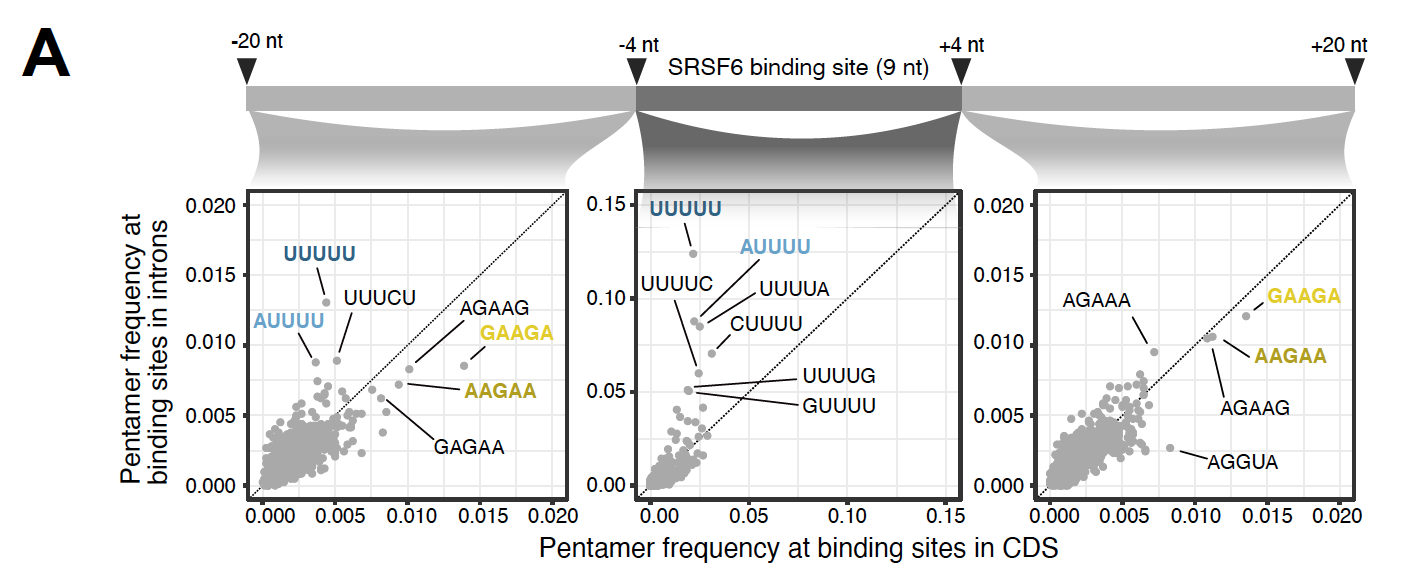 A
-20 nt
-4 nt
+4 nt
+20 nt
SRSF6 binding site (9 nt)
Pentamer frequency at
binding sites in introns
0.020
0.015
0.010
0.005
0.000
UUUUU
UUUCU
AUUUU
AGAAG
GAAGA
AAGAA
GAGAA
0.000
0.005
0.010
0.015
0.020
0.15
0.10
0.05
0.00
UUUUU
AUUUU
UUUUC
UUUUA
CUUUU
UUUUG
GUUUU
0.00
0.05
0.10
0.15
0.020
0.015
0.010
0.005
0.000
AGAAA
GAAGA
AAGAA
AGAAG
AGGUA
0.000
0.005
0.010
0.015
0.020
Pentamer frequency at binding sites in CDS